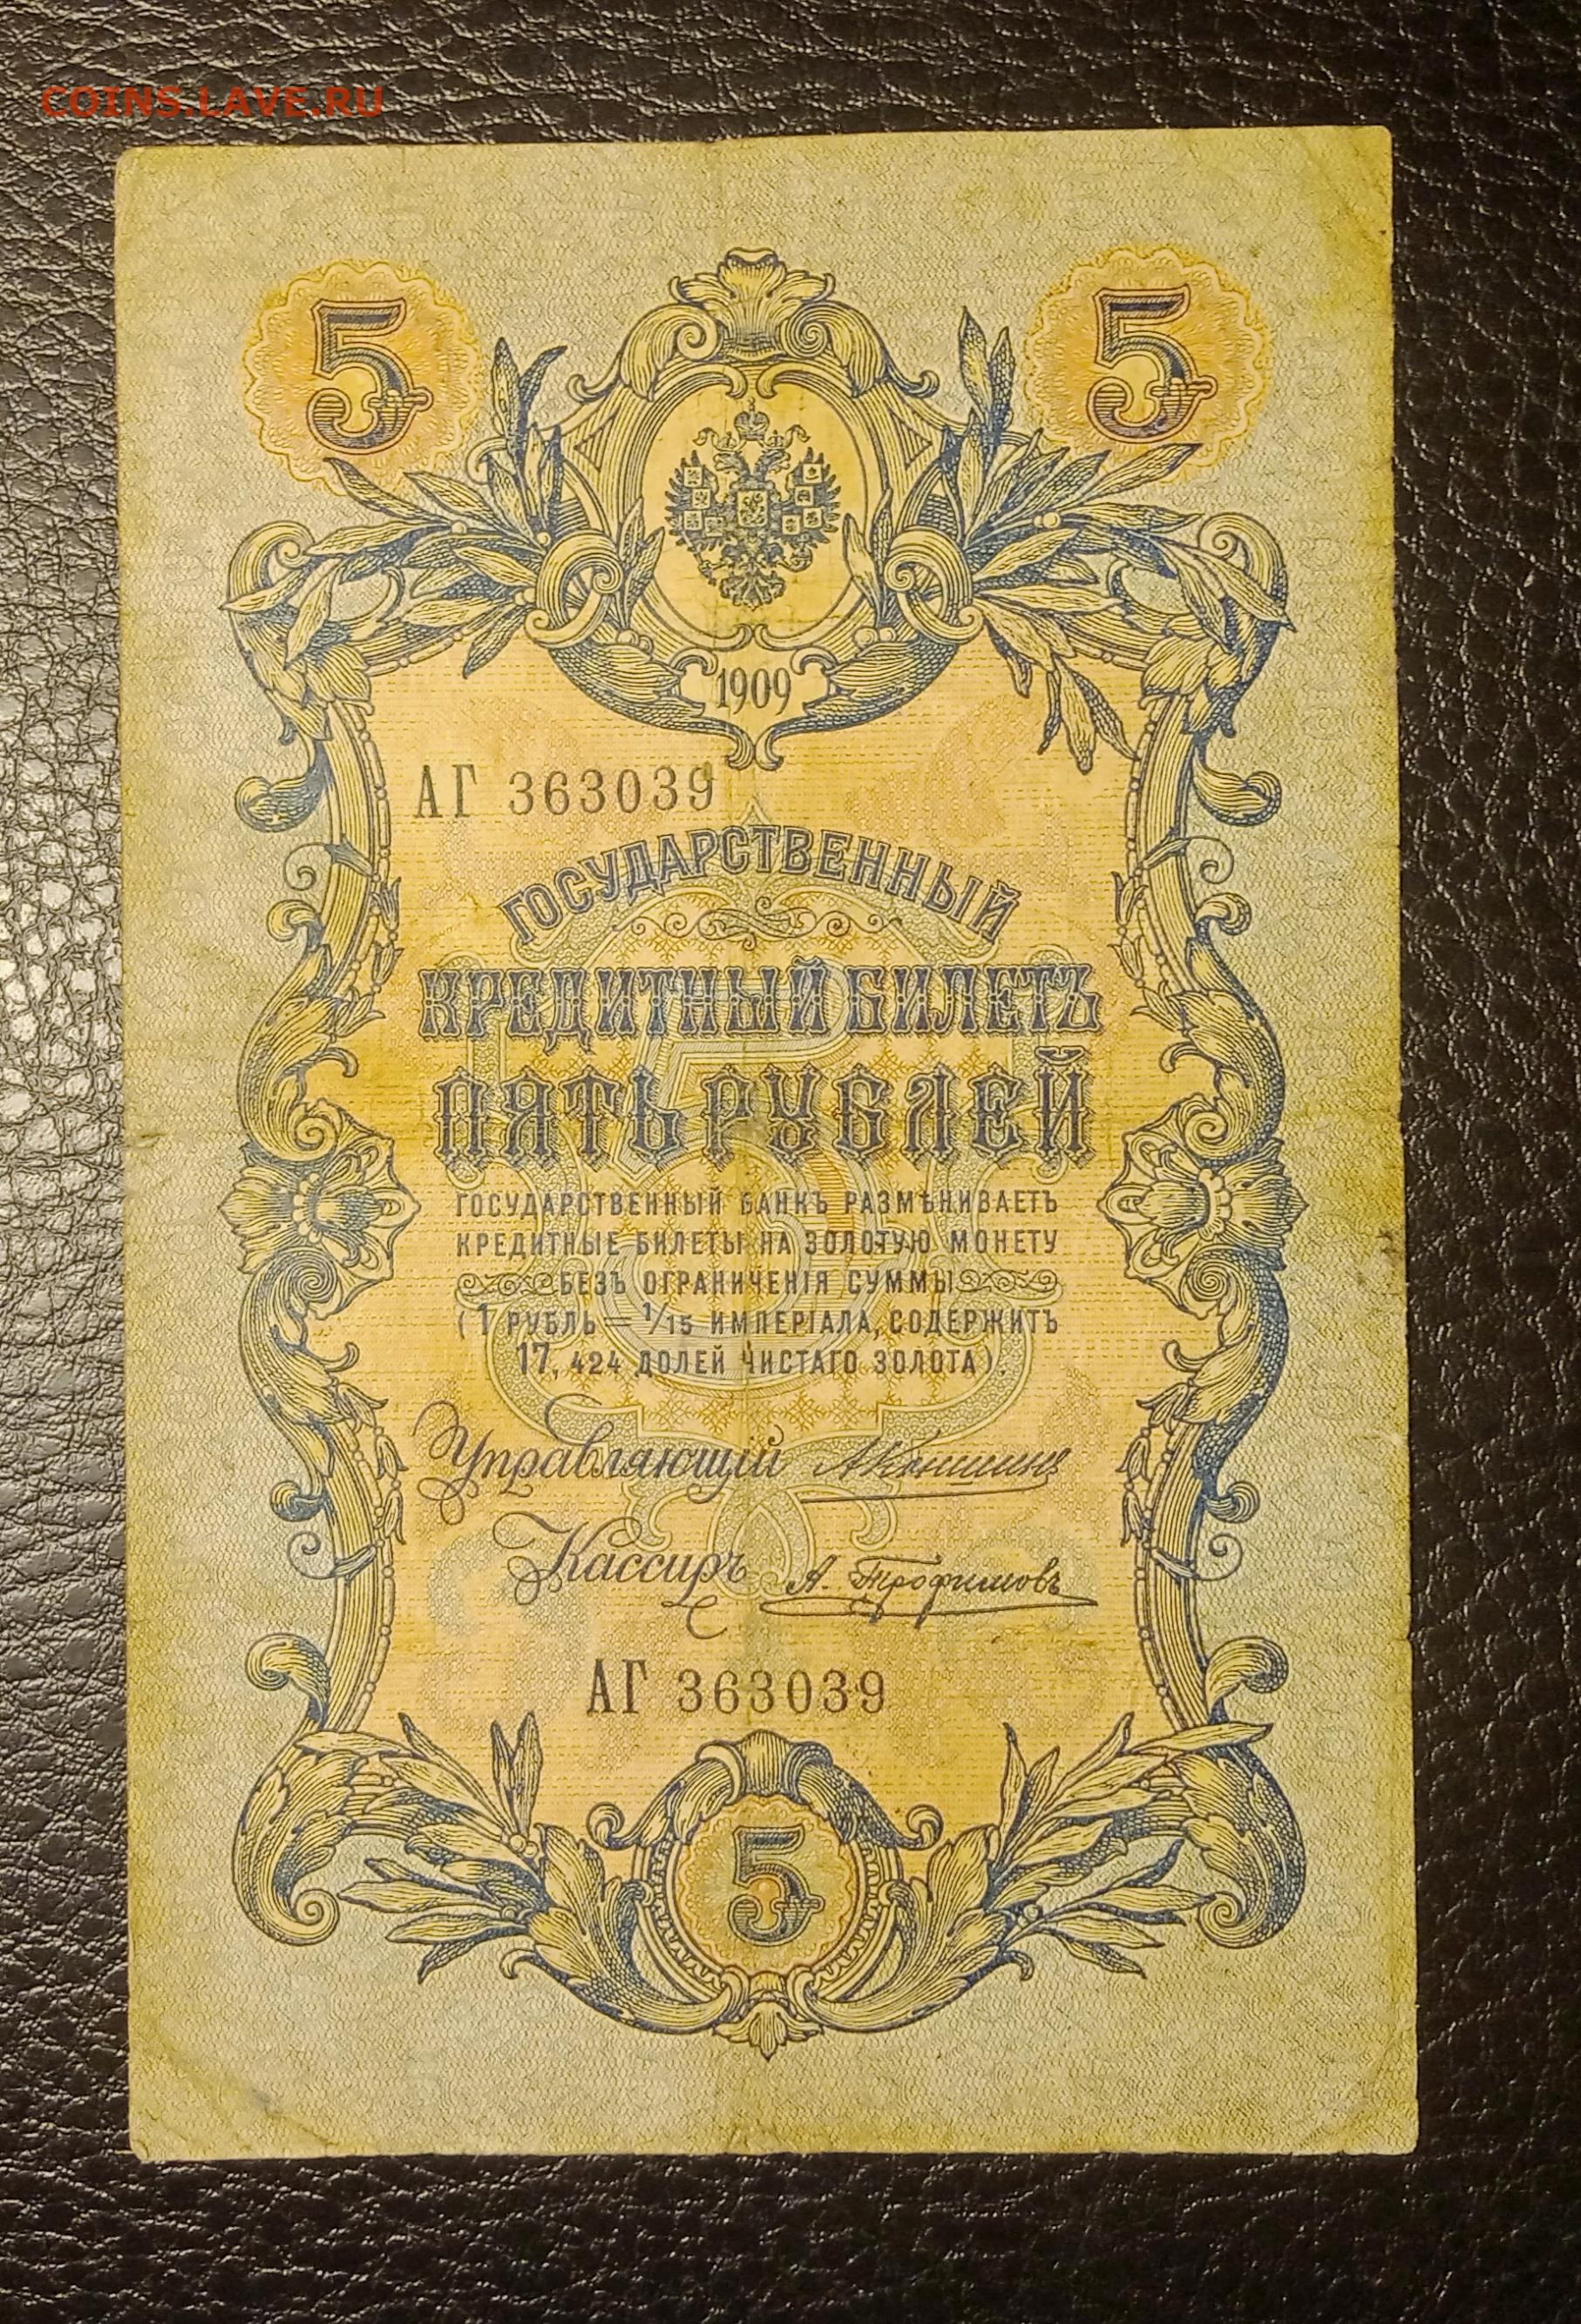 COINS.LAVE.RU
5 5
1909
АГ 363039
ГОСУДАРСТВЕННЫЙ
КРЕДИТНЫЙ БИЛЕТЪ
ПЯТЬ РУБЛЕЙ
5
ГОСУДАРСТВЕННЫЙ БАНКЪ РАЗМѢНИВАЕТЪ
КРЕДИТНЫЕ БИЛЕТЫ НА ЗОЛОТУЮ МОНЕТУ
БЕЗЪ ОГРАНИЧЕНІЯ СУММЫ
(1 РУБЛЬ = 1/15 ИМПЕРІАЛА, СОДЕРЖИТЪ
17, 424 ДОЛЕЙ ЧИСТАГО ЗОЛОТА).
Управляющій АКоншинъ
Кассиръ А. Трофимовъ
АГ 363039
5